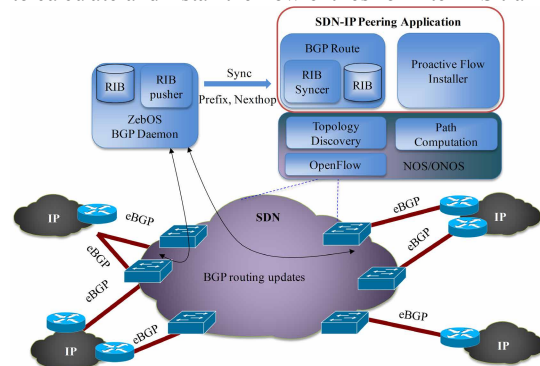 SDN-IP Peering Application
BGP Route
RIB
Syncer
RIB
Proactive Flow
Installer
Sync
Prefix, Nexthop
RIB
RIB
pusher
ZebOS
BGP Daemon
Topology
Discovery
Path
Computation
OpenFlow
NOS/ONOS
SDN
BGP routing updates
IP
eBGP
eBGP
eBGP
IP
eBGP
eBGP
IP
eBGP
eBGP
IP